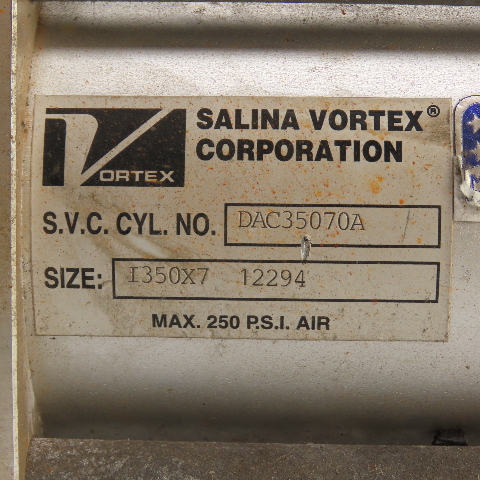 VORTEX
SALINA VORTEX®
CORPORATION
S.V.C. CYL. NO. DAC35070A
SIZE: I350X7 12294
MAX. 250 P.S.I. AIR